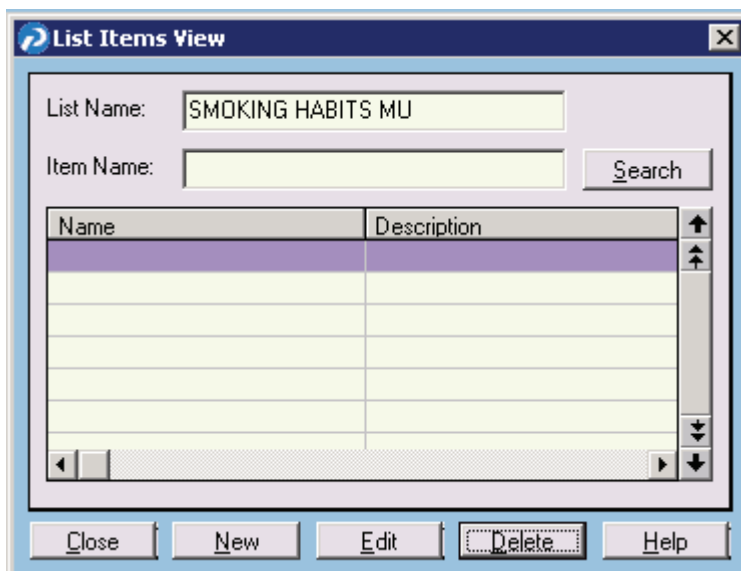 List Items View
List Name: SMOKING HABITS MU
Item Name: Search
Name Description
Close New Edit Delete Help